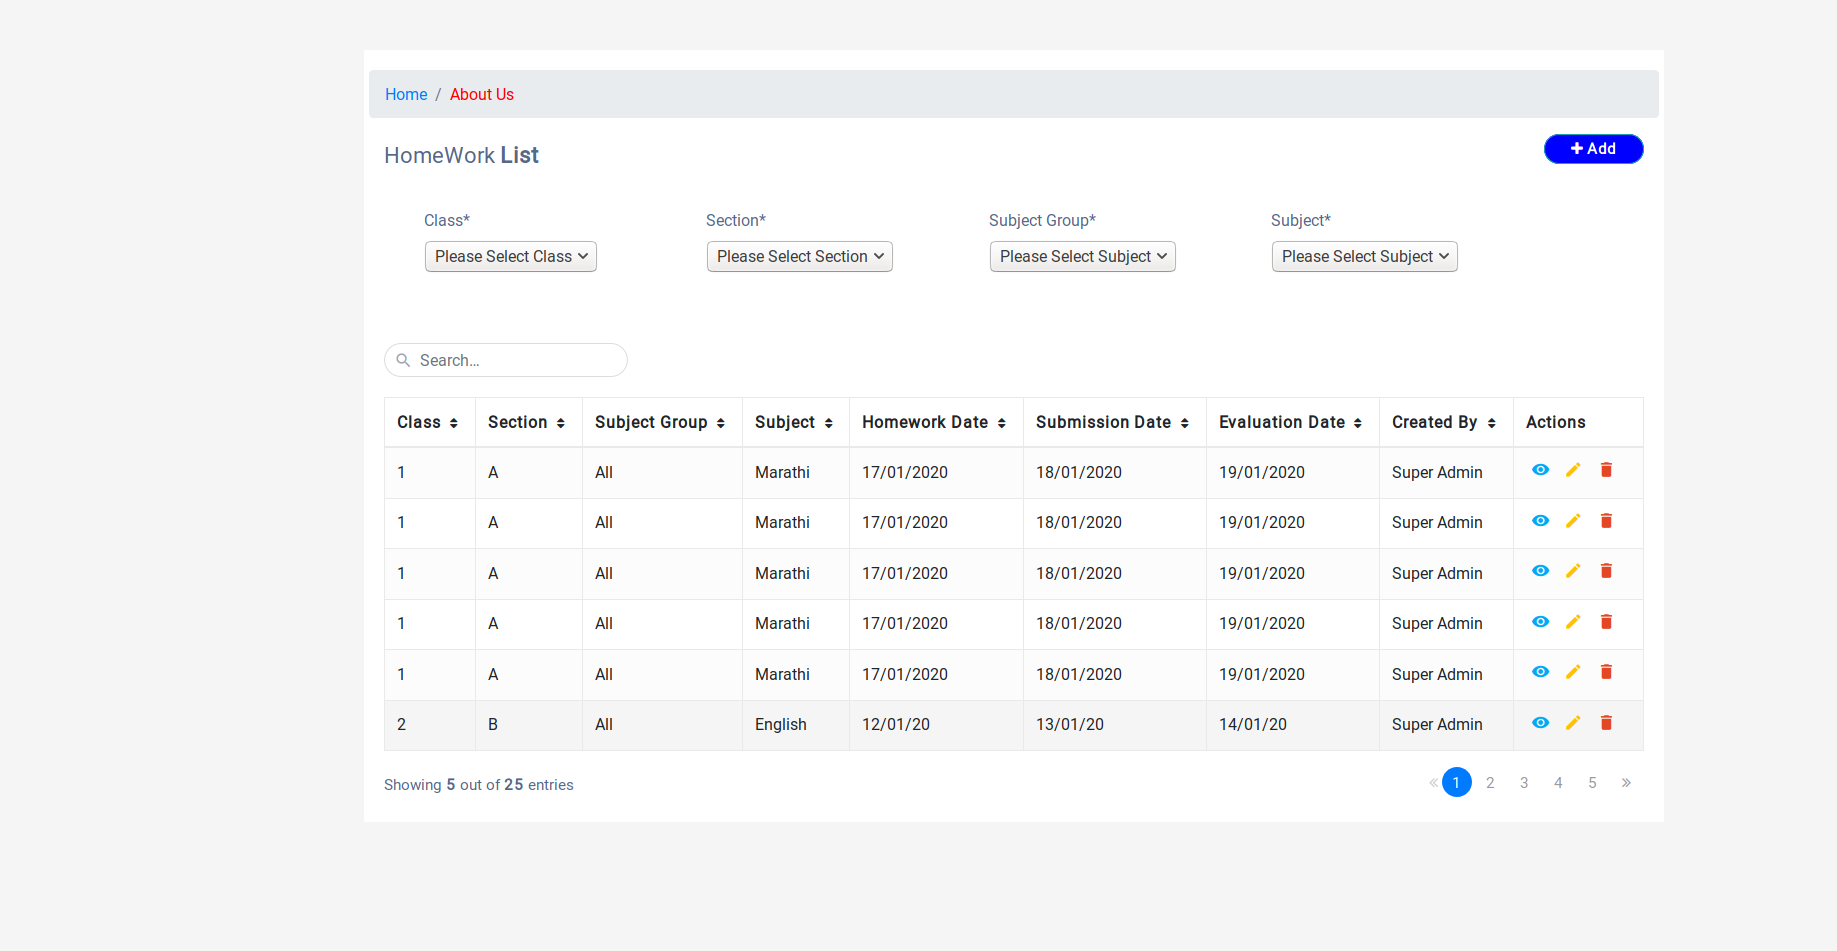 Home / About Us
HomeWork List
Add
Class* Section* Subject Group* Subject*
Please Select Class Please Select Section Please Select Subject Please Select Subject
Search...
Class Section Subject Group Subject Homework Date Submission Date Evaluation Date Created By Actions
1 A All Marathi 17/01/2020 18/01/2020 19/01/2020 Super Admin
1 A All Marathi 17/01/2020 18/01/2020 19/01/2020 Super Admin
1 A All Marathi 17/01/2020 18/01/2020 19/01/2020 Super Admin
1 A All Marathi 17/01/2020 18/01/2020 19/01/2020 Super Admin
1 A All Marathi 17/01/2020 18/01/2020 19/01/2020 Super Admin
2 B All English 12/01/20 13/01/20 14/01/20 Super Admin
Showing 5 out of 25 entries « 1 2 3 4 5 »